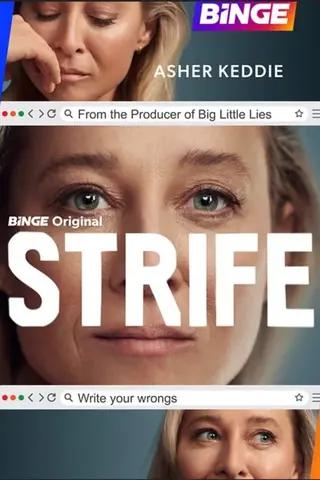 BiNGE
ASHER KEDDIE
From the Producer of Big Little Lies
BiNGE Original
STRIFE
Write your wrongs